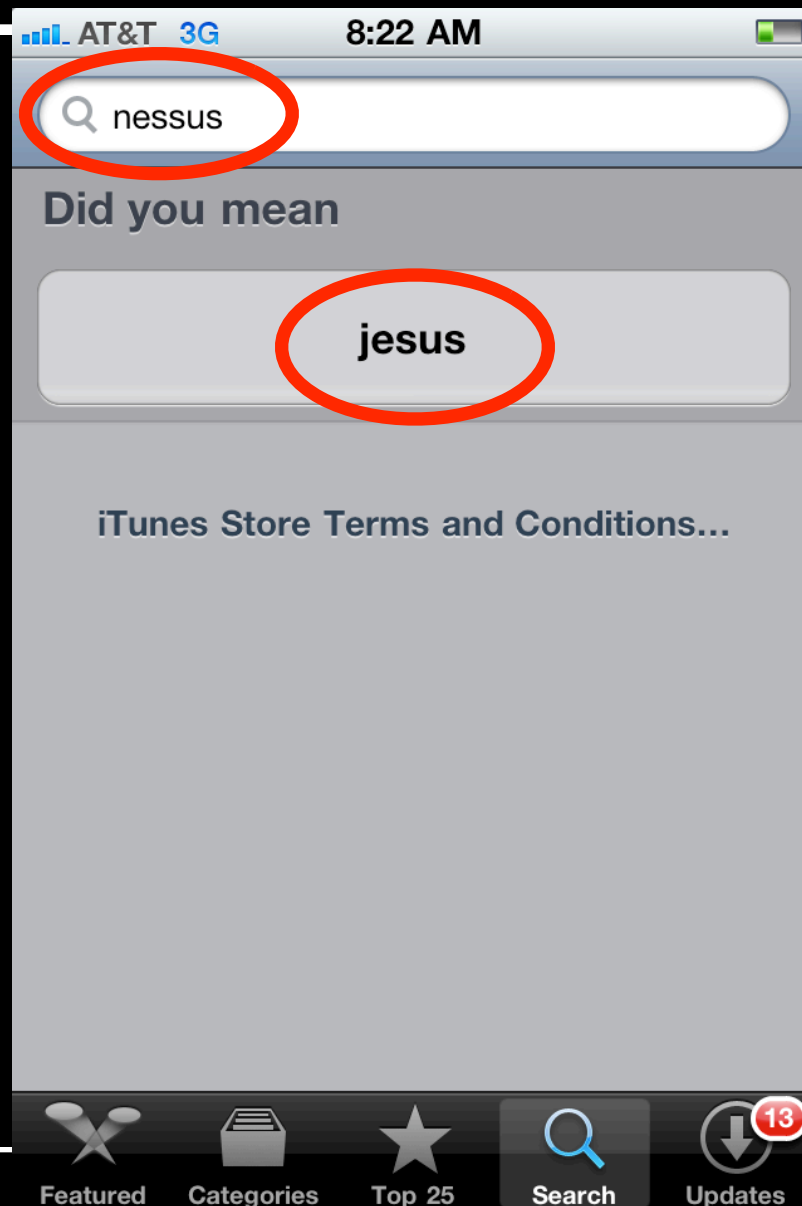 AT&T 3G 8:22 AM
nessus
Did you mean
jesus
iTunes Store Terms and Conditions...
13
Featured Categories Top 25 Search Updates